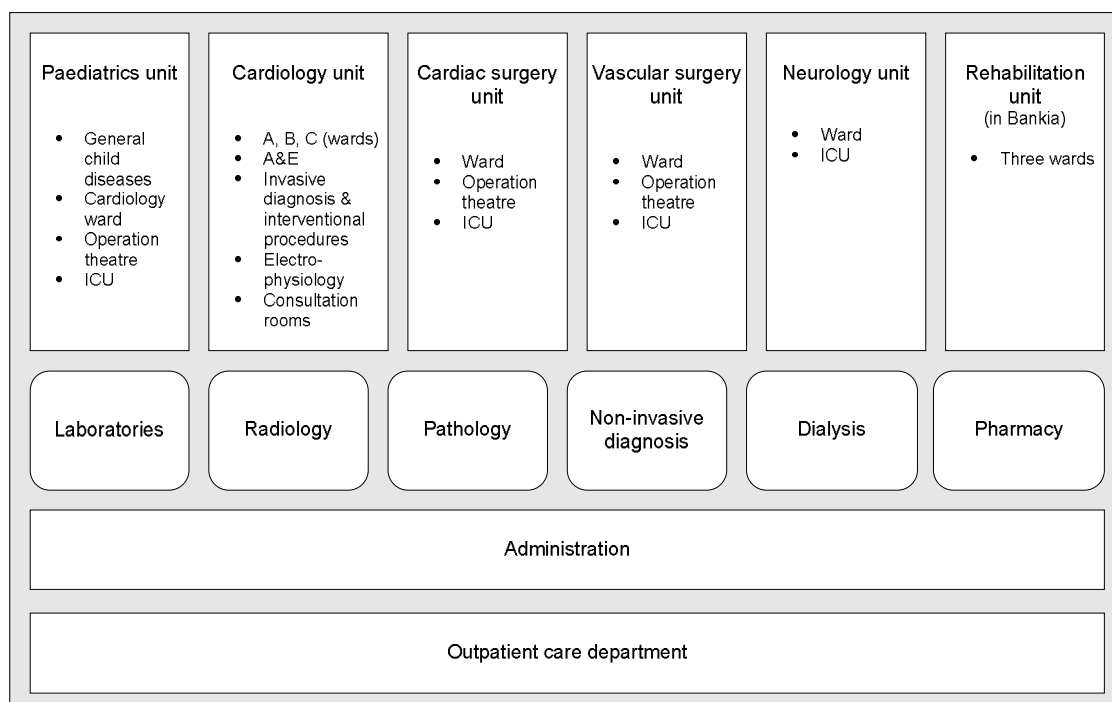 Paediatrics unit
• General
child
diseases
• Cardiology
ward
• Operation
theatre
• ICU
Cardiology unit
• A, B, C (wards)
• A&E
• Invasive
diagnosis &
interventional
procedures
• Electro-
physiology
• Consultation
rooms
Cardiac surgery
unit
• Ward
• Operation
theatre
• ICU
Vascular surgery
unit
• Ward
• Operation
theatre
• ICU
Neurology unit
• Ward
• ICU
Rehabilitation
unit
(in Bankia)
• Three wards
Laboratories
Radiology
Pathology
Non-invasive
diagnosis
Dialysis
Pharmacy
Administration
Outpatient care department